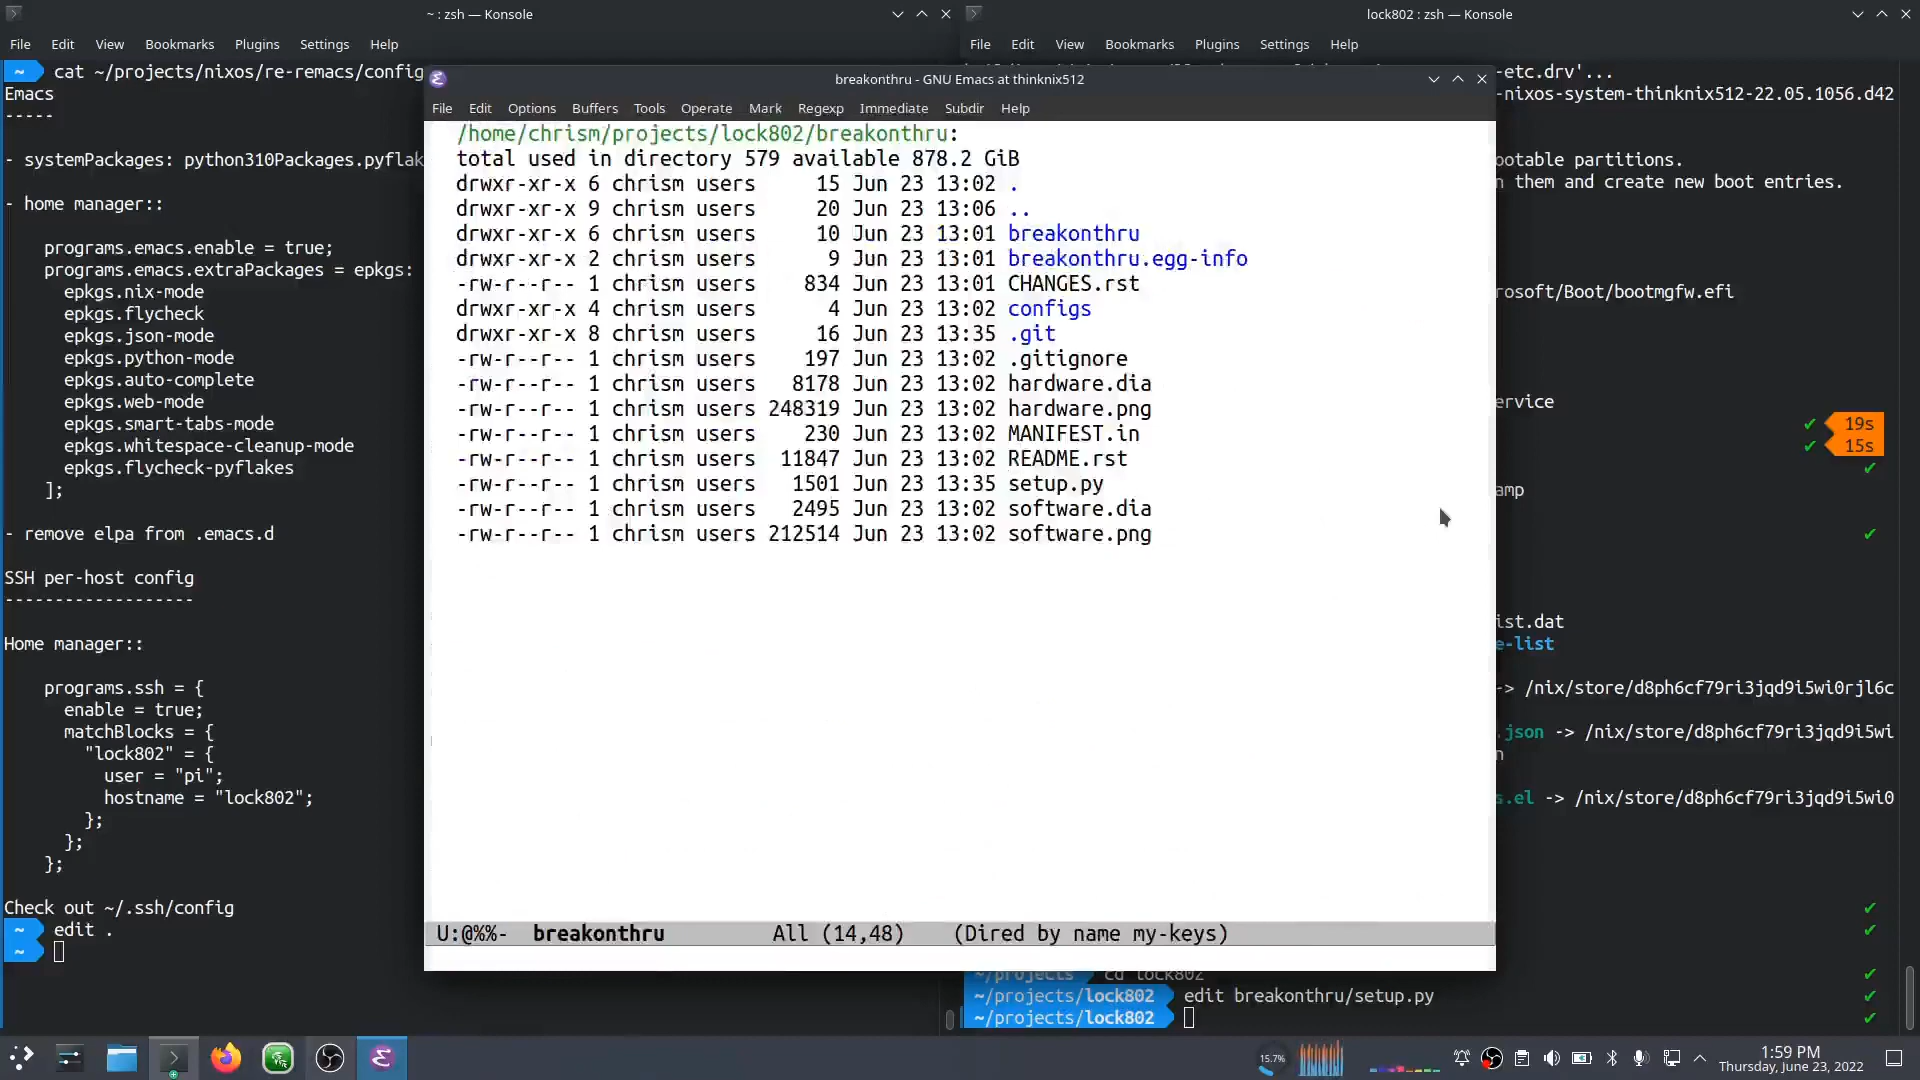 ~ : zsh — Konsole
File Edit View Bookmarks Plugins Settings Help
~ cat ~/projects/nixos/re-remacs/config
Emacs
-----
- systemPackages: python310Packages.pyflak
- home manager::
programs.emacs.enable = true;
programs.emacs.extraPackages = epkgs:
epkgs.nix-mode
epkgs.flycheck
epkgs.json-mode
epkgs.python-mode
epkgs.auto-complete
epkgs.web-mode
epkgs.smart-tabs-mode
epkgs.whitespace-cleanup-mode
epkgs.flycheck-pyflakes
];
- remove elpa from .emacs.d
SSH per-host config
-------------------
Home manager::
programs.ssh = {
enable = true;
matchBlocks = {
"lock802" = {
user = "pi";
hostname = "lock802";
};
};
};
Check out ~/.ssh/config
~ edit .
~
breakonthru - GNU Emacs at thinknix512
File Edit Options Buffers Tools Operate Mark Regexp Immediate Subdir Help
/home/chrism/projects/lock802/breakonthru:
total used in directory 579 available 878.2 GiB
drwxr-xr-x 6 chrism users 15 Jun 23 13:02 .
drwxr-xr-x 9 chrism users 20 Jun 23 13:06 ..
drwxr-xr-x 6 chrism users 10 Jun 23 13:01 breakonthru
drwxr-xr-x 2 chrism users 9 Jun 23 13:01 breakonthru.egg-info
-rw-r--r-- 1 chrism users 834 Jun 23 13:01 CHANGES.rst
drwxr-xr-x 4 chrism users 4 Jun 23 13:02 configs
drwxr-xr-x 8 chrism users 16 Jun 23 13:35 .git
-rw-r--r-- 1 chrism users 197 Jun 23 13:02 .gitignore
-rw-r--r-- 1 chrism users 8178 Jun 23 13:02 hardware.dia
-rw-r--r-- 1 chrism users 248319 Jun 23 13:02 hardware.png
-rw-r--r-- 1 chrism users 230 Jun 23 13:02 MANIFEST.in
-rw-r--r-- 1 chrism users 11847 Jun 23 13:02 README.rst
-rw-r--r-- 1 chrism users 1501 Jun 23 13:35 setup.py
-rw-r--r-- 1 chrism users 2495 Jun 23 13:02 software.dia
-rw-r--r-- 1 chrism users 212514 Jun 23 13:02 software.png
U:@%%- breakonthru All (14,48) (Dired by name my-keys)
lock802 : zsh — Konsole
File Edit View Bookmarks Plugins Settings Help
-etc.drv'...
-nixos-system-thinknix512-22.05.1056.d42
ootable partitions.
n them and create new boot entries.
rosoft/Boot/bootmgfw.efi
ervice
✔ 19s
✔ 15s
✔
amp
✔
ist.dat
e-list
-> /nix/store/d8ph6cf79ri3jqd9i5wi0rjl6c
.json -> /nix/store/d8ph6cf79ri3jqd9i5wi
n
s.el -> /nix/store/d8ph6cf79ri3jqd9i5wi0
✔
✔
~/projects cd lock802 ✔
~/projects/lock802 edit breakonthru/setup.py ✔
~/projects/lock802 ✔
15.7%
1:59 PM
Thursday, June 23, 2022